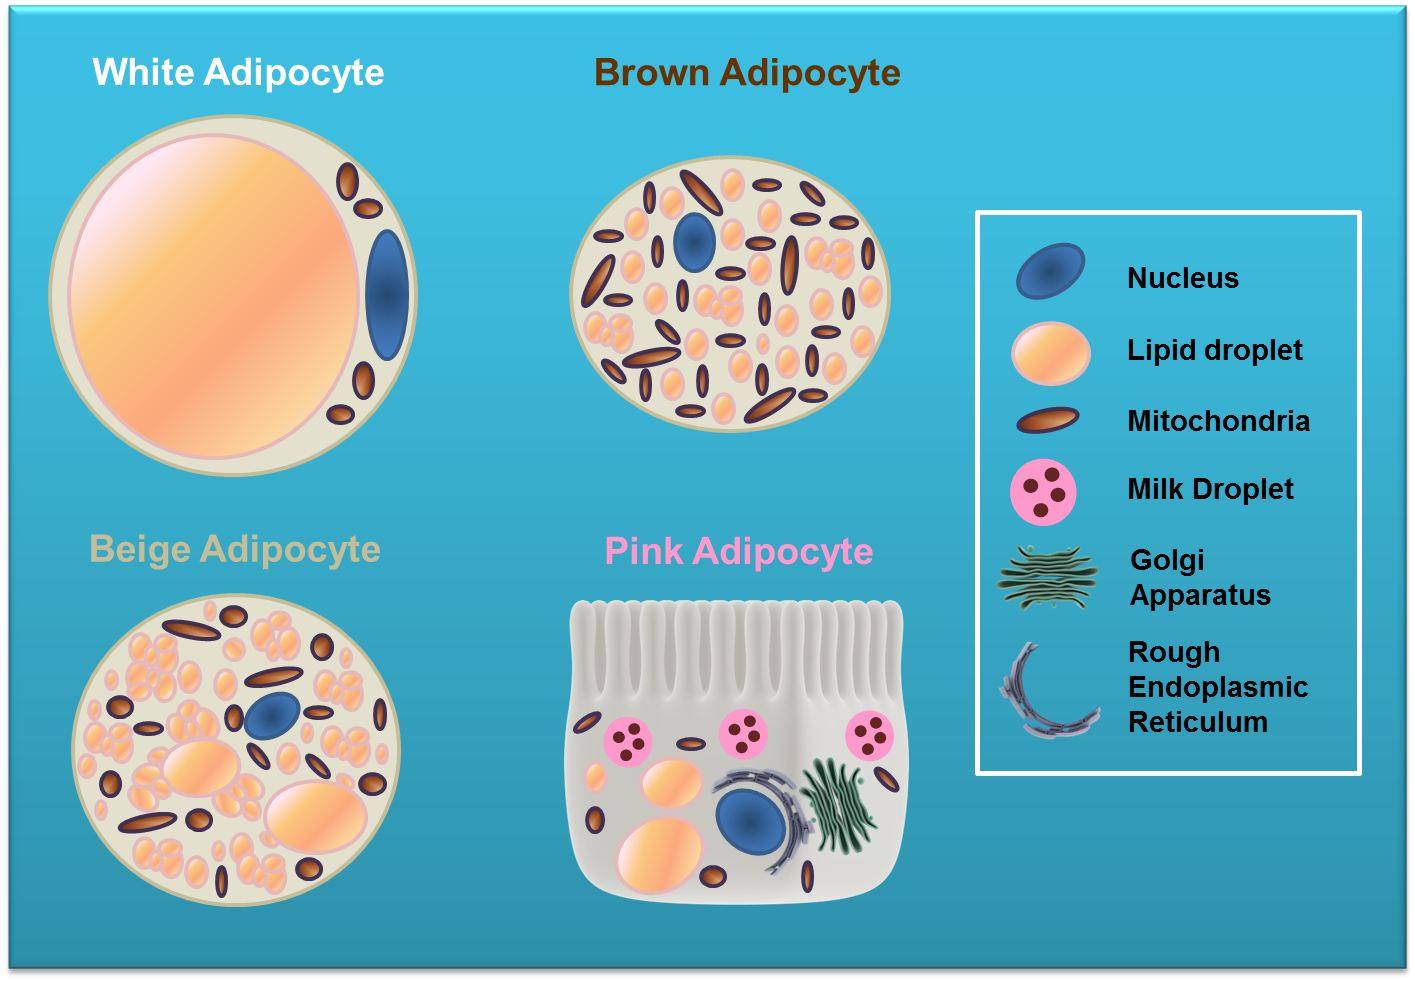 White Adipocyte
Brown Adipocyte
Beige Adipocyte
Pink Adipocyte
Nucleus
Lipid droplet
Mitochondria
Milk Droplet
Golgi
Apparatus
Rough
Endoplasmic
Reticulum